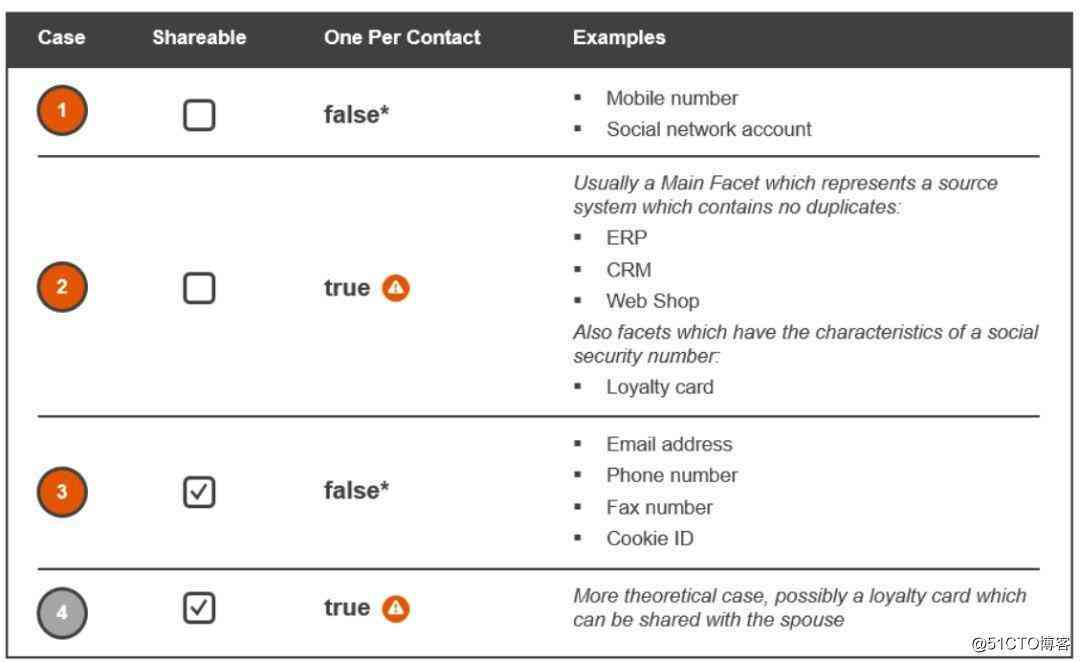 Case Shareable One Per Contact Examples
1 false*
▪ Mobile number
▪ Social network account
Usually a Main Facet which represents a source
system which contains no duplicates:
▪ ERP
2 true
▪ CRM
▪ Web Shop
Also facets which have the characteristics of a social
security number:
▪ Loyalty card
3 false*
▪ Email address
▪ Phone number
▪ Fax number
▪ Cookie ID
4 true
More theoretical case, possibly a loyalty card which
can be shared with the spouse
@51CTO博客